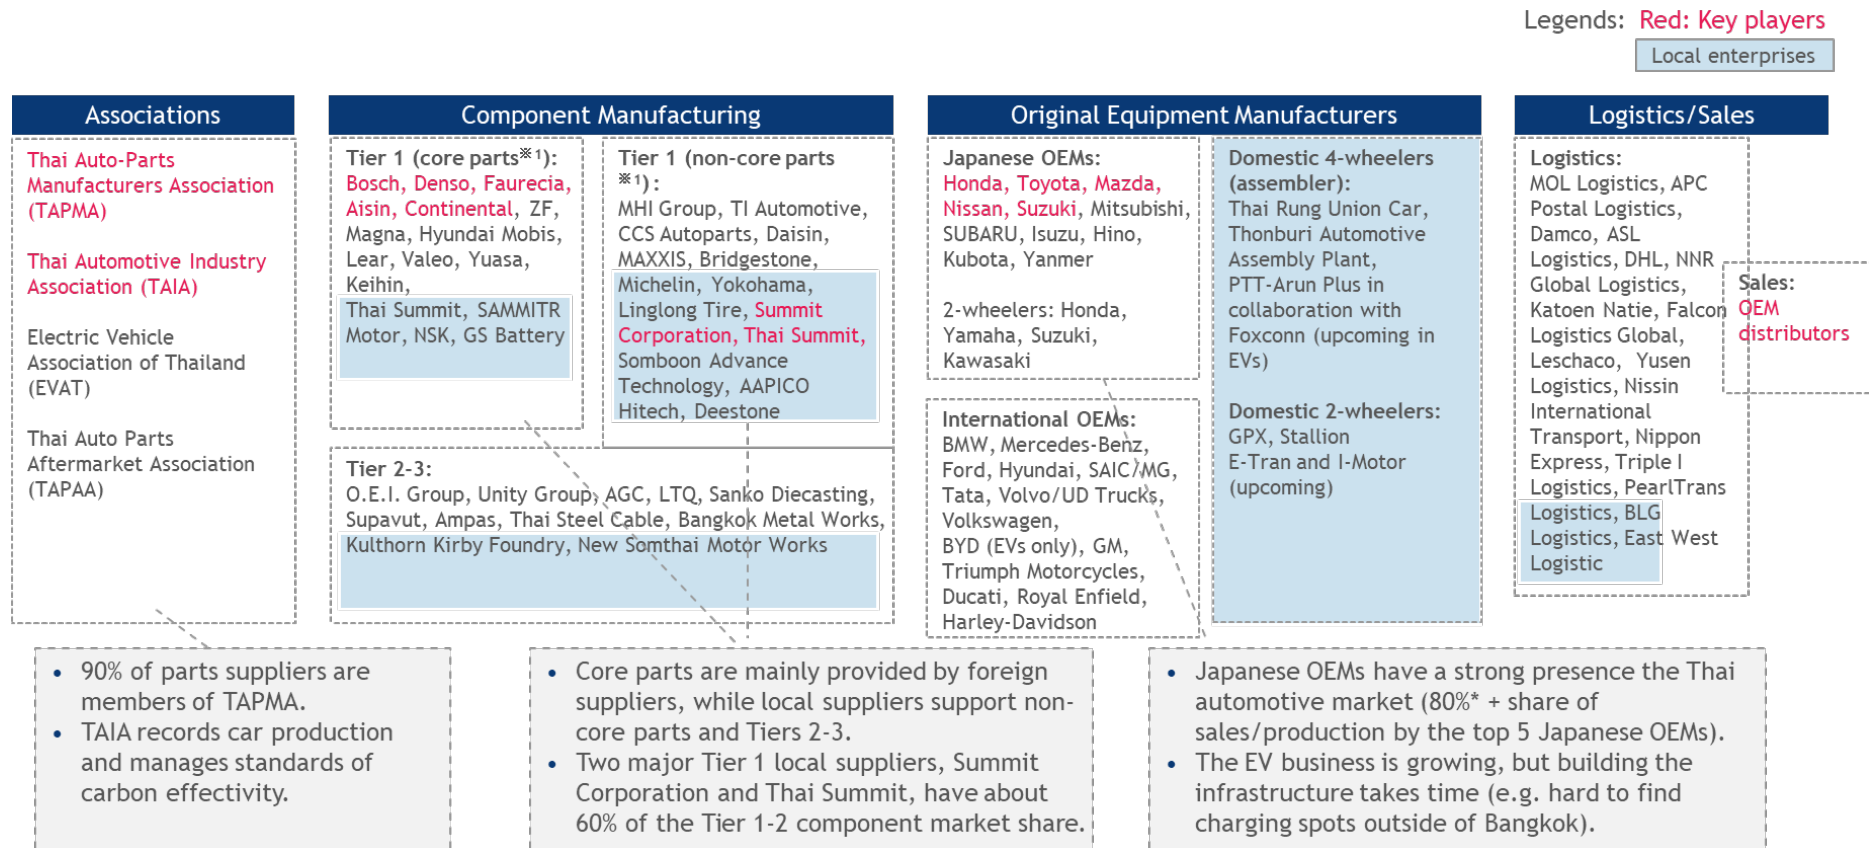 Legends: Red: Key players
Local enterprises
Associations
Thai Auto-Parts
Manufacturers Association
(TAPMA)
Thai Automotive Industry
Association (TAIA)
Electric Vehicle
Association of Thailand
(EVAT)
Thai Auto Parts
Aftermarket Association
(TAPAA)
Component Manufacturing
Tier 1 (core parts※1):
Bosch, Denso, Faurecia,
Aisin, Continental, ZF,
Magna, Hyundai Mobis,
Lear, Valeo, Yuasa,
Keihin,
Thai Summit, SAMMITR
Motor, NSK, GS Battery
Tier 1 (non-core parts
※1):
MHI Group, TI Automotive,
CCS Autoparts, Daisin,
MAXXIS, Bridgestone,
Michelin, Yokohama,
Linglong Tire, Summit
Corporation, Thai Summit,
Somboon Advance
Technology, AAPICO
Hitech, Deestone
Tier 2-3:
O.E.I. Group, Unity Group, AGC, LTQ, Sanko Diecasting,
Supavut, Ampas, Thai Steel Cable, Bangkok Metal Works,
Kulthorn Kirby Foundry, New Somthai Motor Works
Original Equipment Manufacturers
Japanese OEMs:
Honda, Toyota, Mazda,
Nissan, Suzuki, Mitsubishi,
SUBARU, Isuzu, Hino,
Kubota, Yanmer
2-wheelers: Honda,
Yamaha, Suzuki,
Kawasaki
International OEMs:
BMW, Mercedes-Benz,
Ford, Hyundai, SAIC/MG,
Tata, Volvo/UD Trucks,
Volkswagen,
BYD (EVs only), GM,
Triumph Motorcycles,
Ducati, Royal Enfield,
Harley-Davidson
Domestic 4-wheelers
(assembler):
Thai Rung Union Car,
Thonburi Automotive
Assembly Plant,
PTT-Arun Plus in
collaboration with
Foxconn (upcoming in
EVs)
Domestic 2-wheelers:
GPX, Stallion
E-Tran and I-Motor
(upcoming)
Logistics/Sales
Logistics:
MOL Logistics, APC
Postal Logistics,
Damco, ASL
Logistics, DHL, NNR
Global Logistics,
Katoen Natie, Falcon
Logistics Global,
Leschaco, Yusen
Logistics, Nissin
International
Transport, Nippon
Express, Triple I
Logistics, PearlTrans
Logistics, BLG
Logistics, East West
Logistic
Sales:
OEM
distributors
• 90% of parts suppliers are
members of TAPMA.
• TAIA records car production
and manages standards of
carbon effectivity.
• Core parts are mainly provided by foreign
suppliers, while local suppliers support non-
core parts and Tiers 2-3.
• Two major Tier 1 local suppliers, Summit
Corporation and Thai Summit, have about
60% of the Tier 1-2 component market share.
• Japanese OEMs have a strong presence the Thai
automotive market (80%* + share of
sales/production by the top 5 Japanese OEMs).
• The EV business is growing, but building the
infrastructure takes time (e.g. hard to find
charging spots outside of Bangkok).